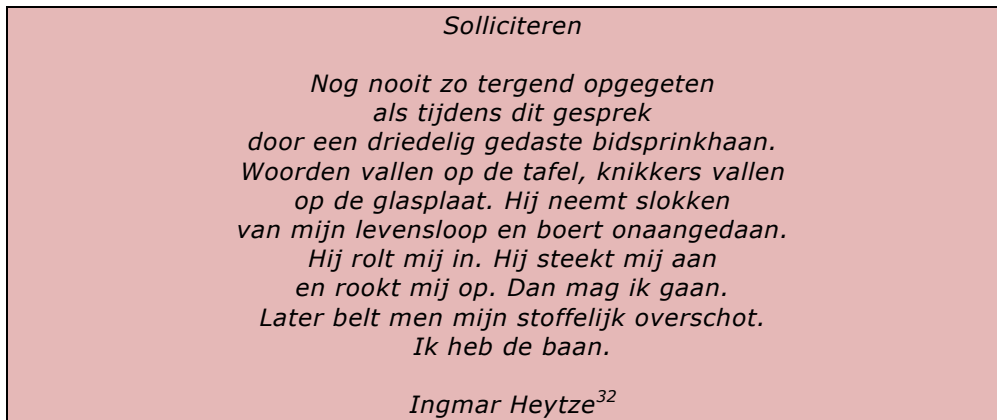 Solliciteren
Nog nooit zo tergend opgegeten
als tijdens dit gesprek
door een driedelig gedaste bidsprinkhaan.
Woorden vallen op de tafel, knikkers vallen
op de glasplaat. Hij neemt slokken
van mijn levensloop en boert onaangedaan.
Hij rolt mij in. Hij steekt mij aan
en rookt mij op. Dan mag ik gaan.
Later belt men mijn stoffelijk overschot.
Ik heb de baan.
Ingmar Heytze32